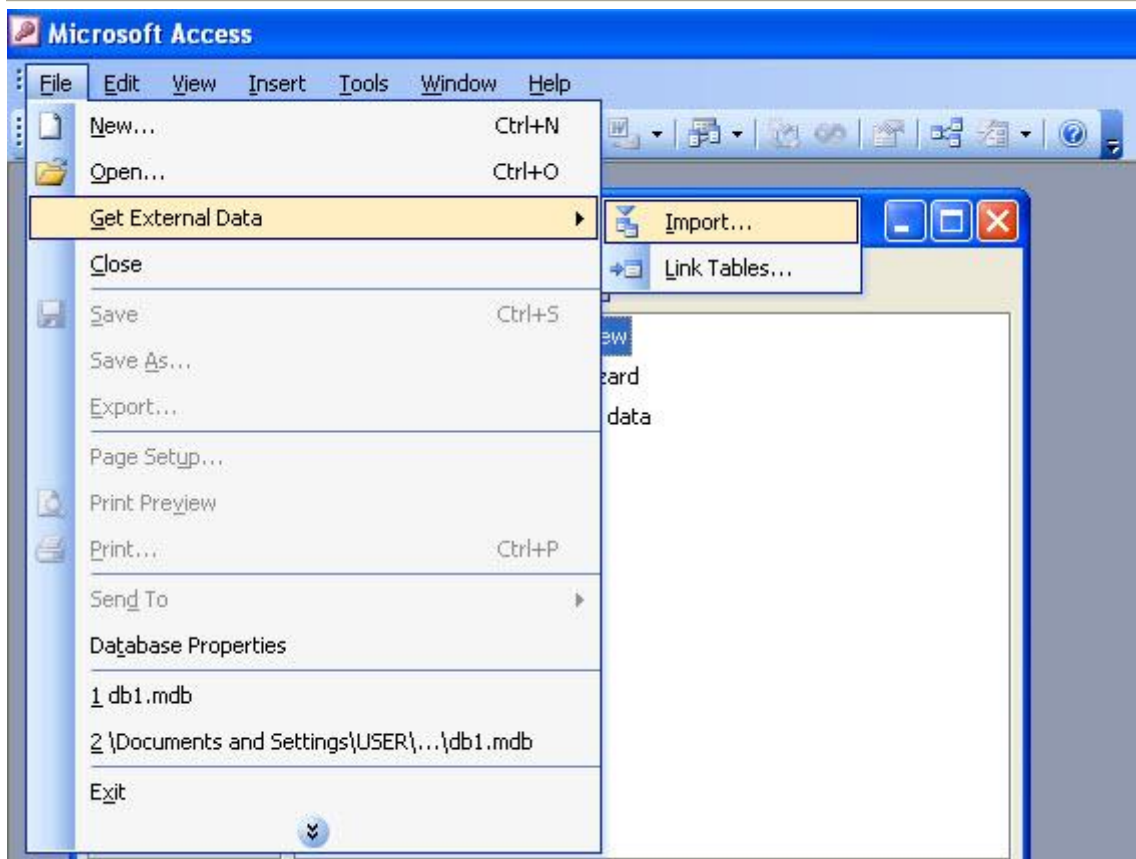 Microsoft Access
File Edit View Insert Tools Window Help
New... Ctrl+N
Open... Ctrl+O
Get External Data
Import...
Close
Link Tables...
Save Ctrl+S
Save As...
zard
Export...
data
Page Setup...
Print Preview
Print... Ctrl+P
Send To
Database Properties
1 db1.mdb
2 \Documents and Settings\USER\...\db1.mdb
Exit